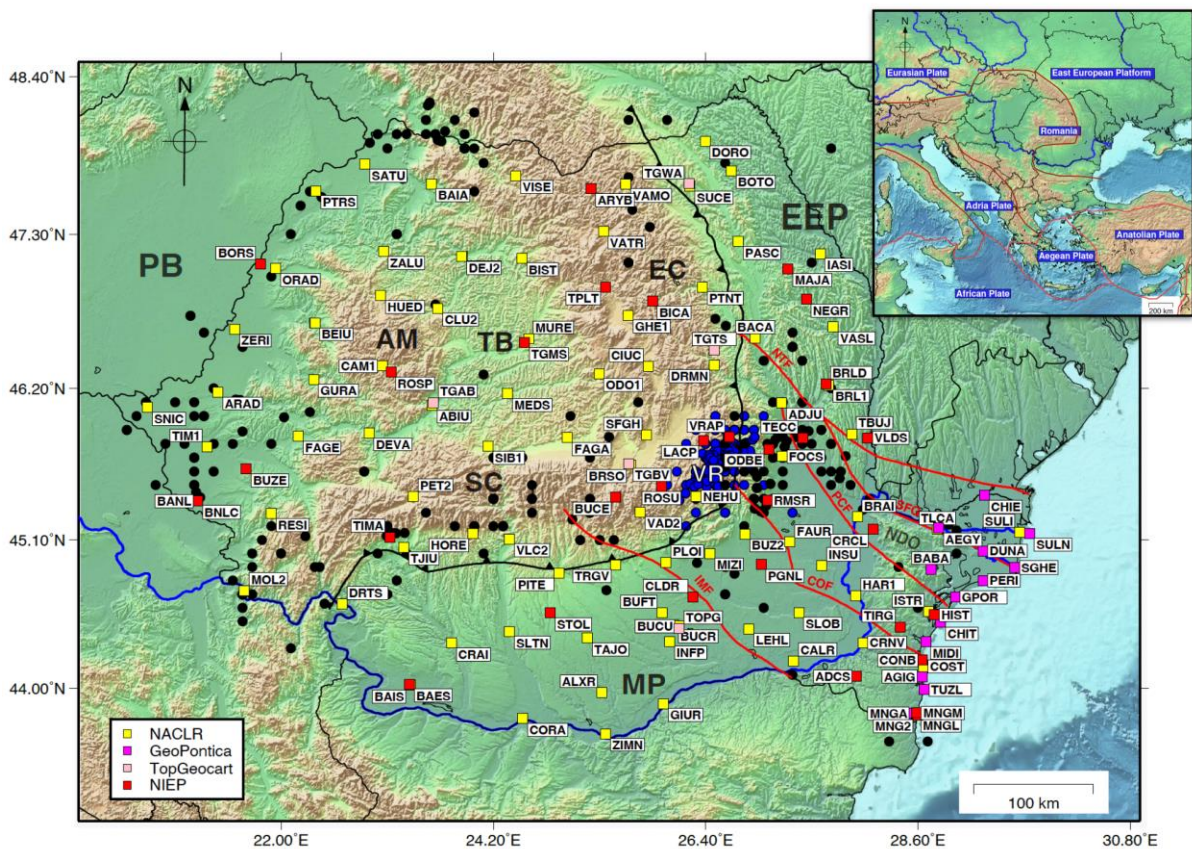 N
Eurasian Plate
East European Platform
Romania
Adria Plate
Anatolian Plate
Aegean Plate
African Plate
200 km
48.40°N
47.30°N
46.20°N
45.10°N
44.00°N
N
DORO
SATU
BAIA
VISE
TGWA
BOTO
ARYB
VAMO
SUCE
PTRS
EEP
VATR
PASC
BORS
ZALU
DEJ2
BIST
EC
IASI
PB
ORAD
MAJA
TPLT
PTNT
HUED
BICA
NEGR
CLU2
GHE1
ZERI
BEIU
AM
TB
MURE
BACA
VASL
TGMS
TGTS
CIUC
NTF
CAM1
ROSP
ODO1
DRMN
GURA
TGAB
BRLD
ARAD
MEDS
BRL1
SNIC
ABIU
ADJU
SFGH
VRAP
TECC
TBUJ
TIM1
FAGE
DEVA
SIB1
FAGA
LACP
ODBE
VLDS
FOCS
BUZE
BRSO
TGBV
VR
SC
BANL
BNLC
PET2
BUCE
ROSU
NEHU
RMSR
PCF
BRAI
SFG
CHIE
RESI
VAD2
TLCA
SULI
TIMA
HORE
VLC2
FAUR
CRCL
AEGY
NDO
SULN
TJIU
PLOI
BUZ2
INSU
DUNA
MIZI
BABA
SGHE
MOL2
PITE
TRGV
PGNL
COF
HAR1
PERI
DRTS
CLDR
IMF
ISTR
GPOR
STOL
BUFT
TOPG
SLOB
TIRG
HIST
BUCU
BUCR
CHIT
SLTN
TAJO
LEHL
CRAI
INFP
CRNV
MIDI
CALR
CONB
COST
MP
ADCS
AGIG
BAIS
BAES
ALXR
TUZL
GIUR
MNGA
MNGM
CORA
MNG2
MNGL
ZIMN
NACLR
GeoPontica
TopGeocart
NIEP
100 km
22.00°E
24.20°E
26.40°E
28.60°E
30.80°E